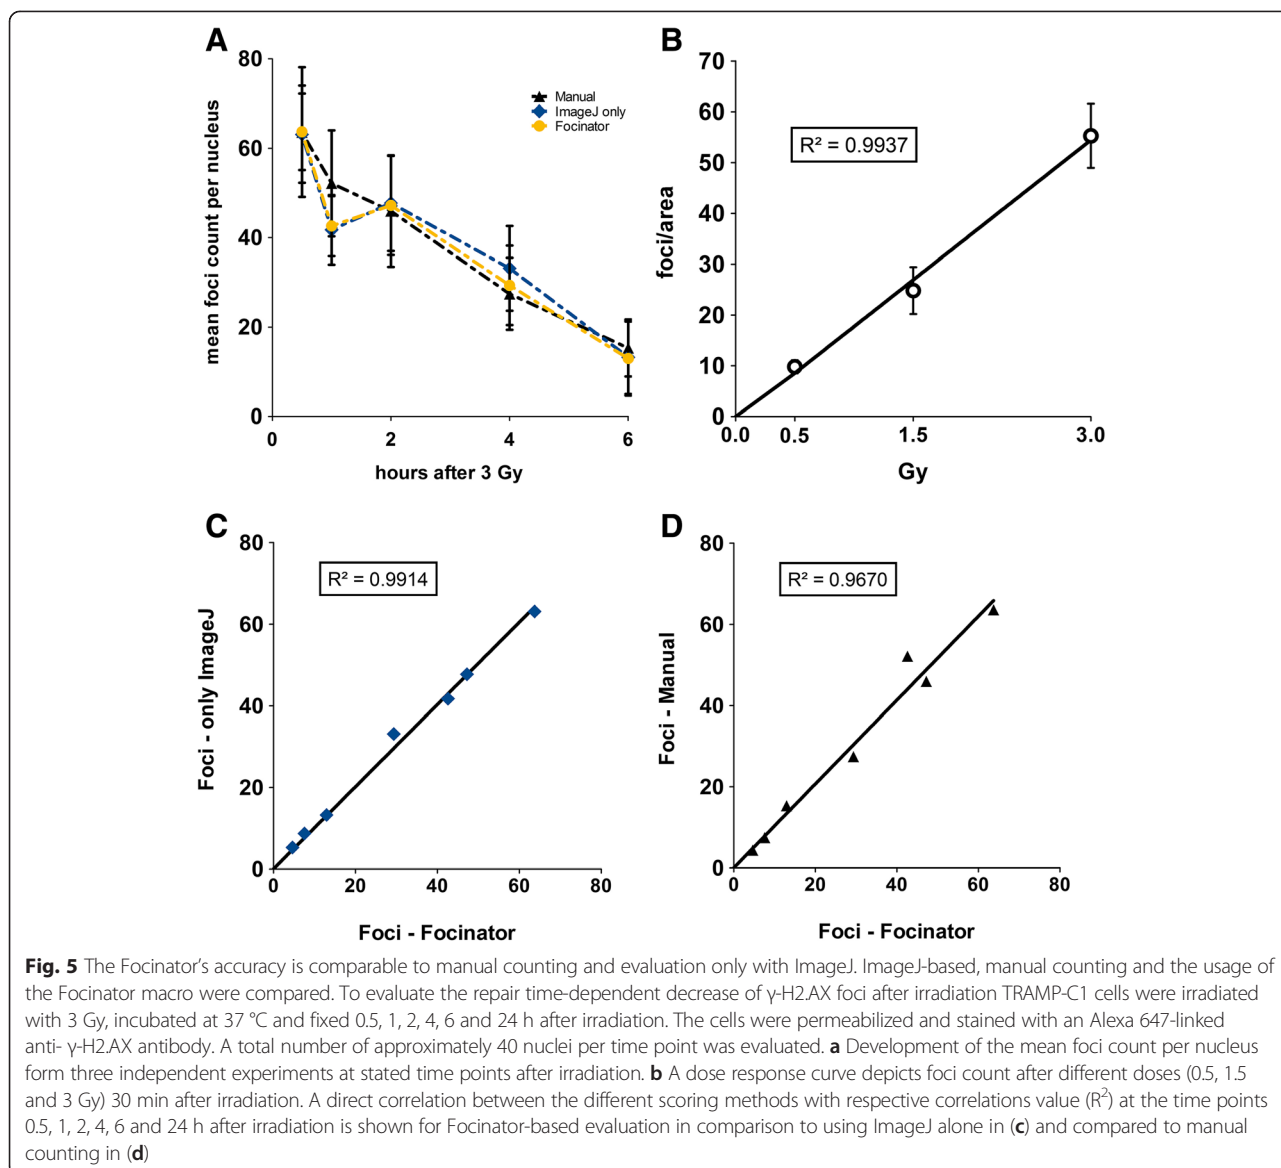 A
80
60
40
20
0
mean foci count per nucleus
Manual
ImageJ only
Focinator
0
2
4
6
hours after 3 Gy
B
70
60
50
40
30
20
10
0
foci/area
R² = 0.9937
0.0
0.5
1.5
3.0
Gy
C
80
60
40
20
0
Foci - only ImageJ
R² = 0.9914
0
20
40
60
80
Foci - Focinator
D
80
60
40
20
0
Foci - Manual
R² = 0.9670
0
20
40
60
80
Foci - Focinator
Fig. 5 The Focinator's accuracy is comparable to manual counting and evaluation only with ImageJ. ImageJ-based, manual counting and the usage of
the Focinator macro were compared. To evaluate the repair time-dependent decrease of γ-H2.AX foci after irradiation TRAMP-C1 cells were irradiated
with 3 Gy, incubated at 37 °C and fixed 0.5, 1, 2, 4, 6 and 24 h after irradiation. The cells were permeabilized and stained with an Alexa 647-linked
anti- γ-H2.AX antibody. A total number of approximately 40 nuclei per time point was evaluated. a Development of the mean foci count per nucleus
form three independent experiments at stated time points after irradiation. b A dose response curve depicts foci count after different doses (0.5, 1.5
and 3 Gy) 30 min after irradiation. A direct correlation between the different scoring methods with respective correlations value (R²) at the time points
0.5, 1, 2, 4, 6 and 24 h after irradiation is shown for Focinator-based evaluation in comparison to using ImageJ alone in (c) and compared to manual
counting in (d)